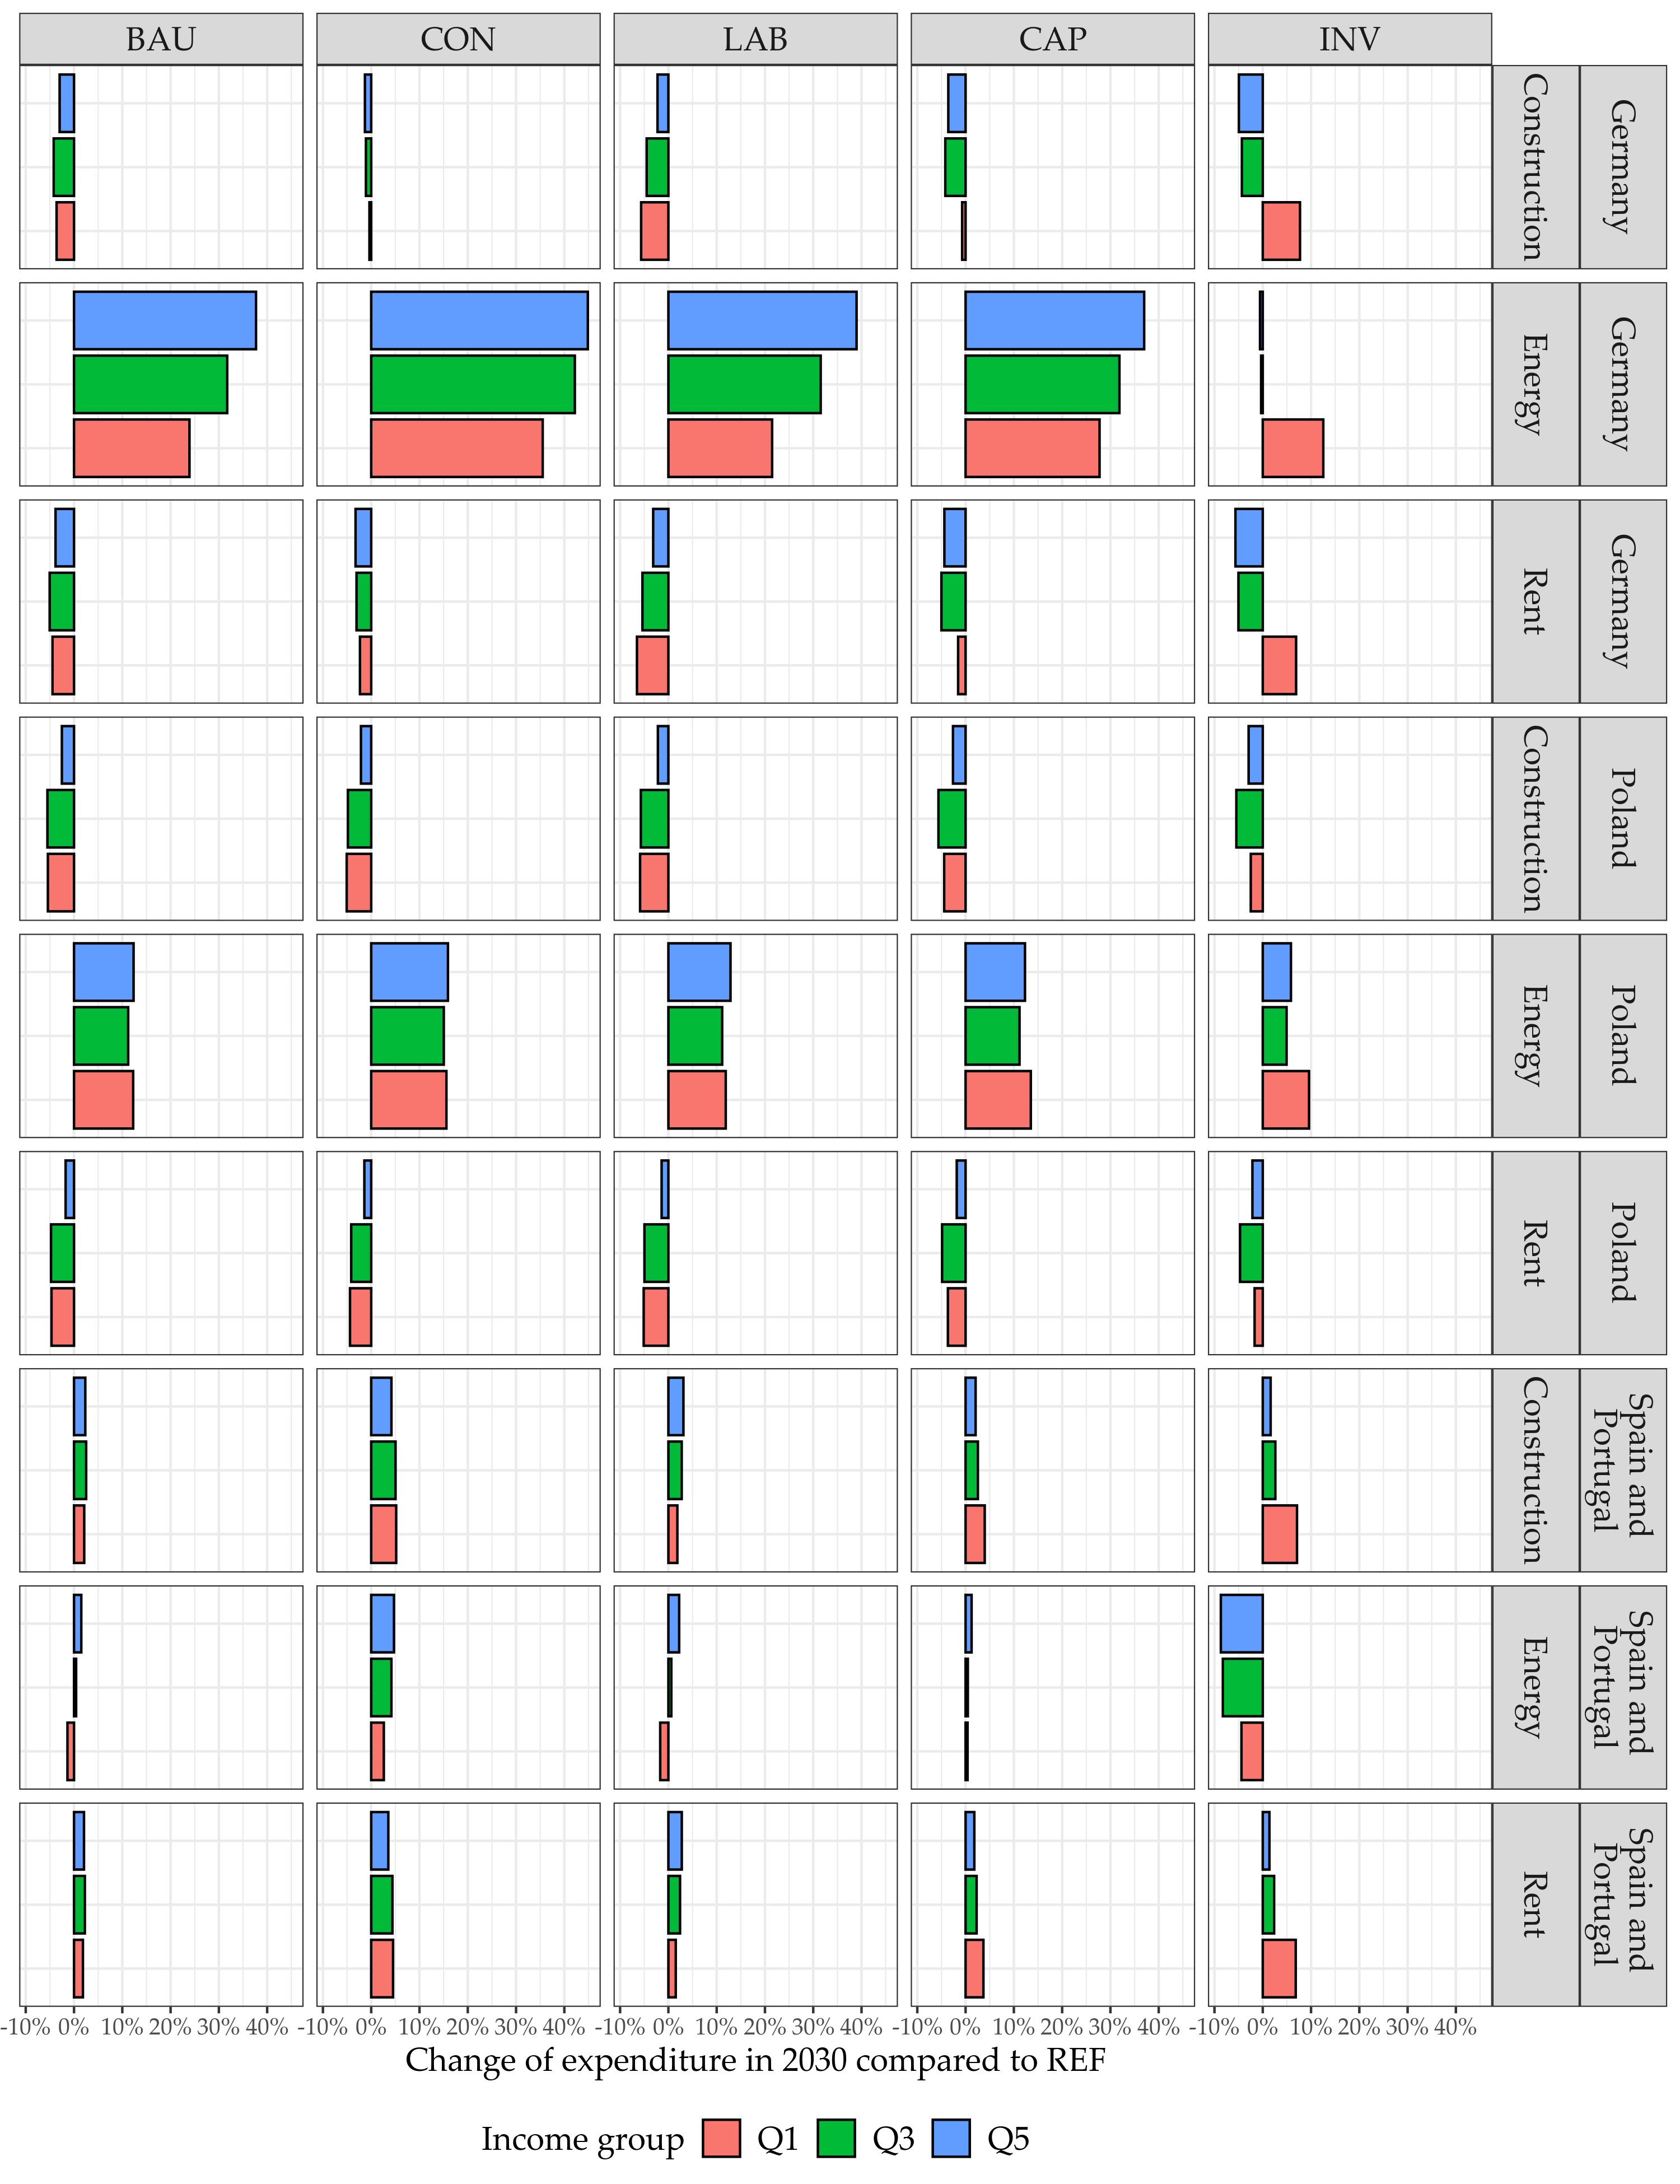 BAU CON LAB CAP INV
Construction Germany
Energy Germany
Rent Germany
Construction Poland
Energy Poland
Rent Poland
Construction Spain and
Portugal
Energy Spain and
Portugal
Rent Spain and
Portugal
-10% 0% 10% 20% 30% 40% -10% 0% 10% 20% 30% 40% -10% 0% 10% 20% 30% 40% -10% 0% 10% 20% 30% 40% -10% 0% 10% 20% 30% 40%
Change of expenditure in 2030 compared to REF
Income group Q1 Q3 Q5